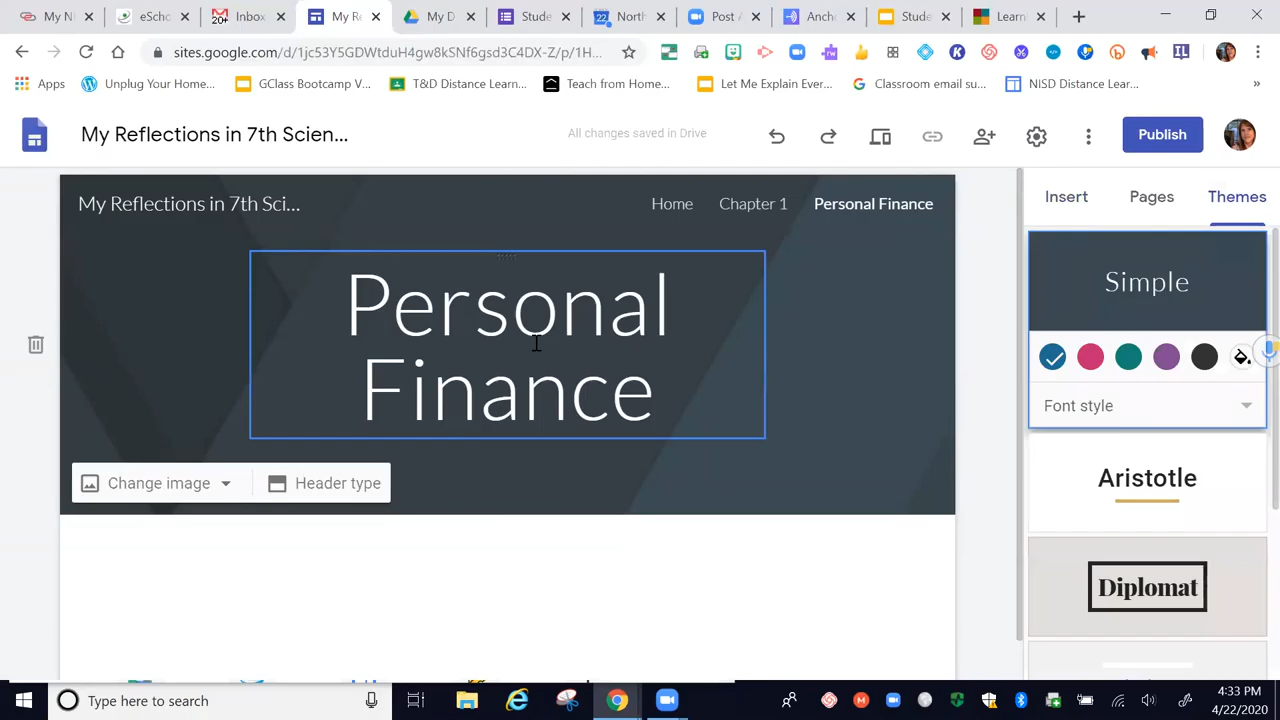 My N
eScho
20+
Inbox
My Re
My D
Stude
22
North
Post A
Ancho
Stude
Learn
sites.google.com/d/1jc53Y5GDWtduH4gw8kSNf6gsd3C4DX-Z/p/1H...
Apps
Unplug Your Home...
GClass Bootcamp V...
T&D Distance Learn...
Teach from Home...
Let Me Explain Ever...
Classroom email su...
NISD Distance Lear...
»
My Reflections in 7th Scien...
All changes saved in Drive
Publish
My Reflections in 7th Sci...
Home
Chapter 1
Personal Finance
Insert
Pages
Themes
Personal
Finance
Simple
Font style
Change image
Header type
Aristotle
Diplomat
Type here to search
4:33 PM
4/22/2020